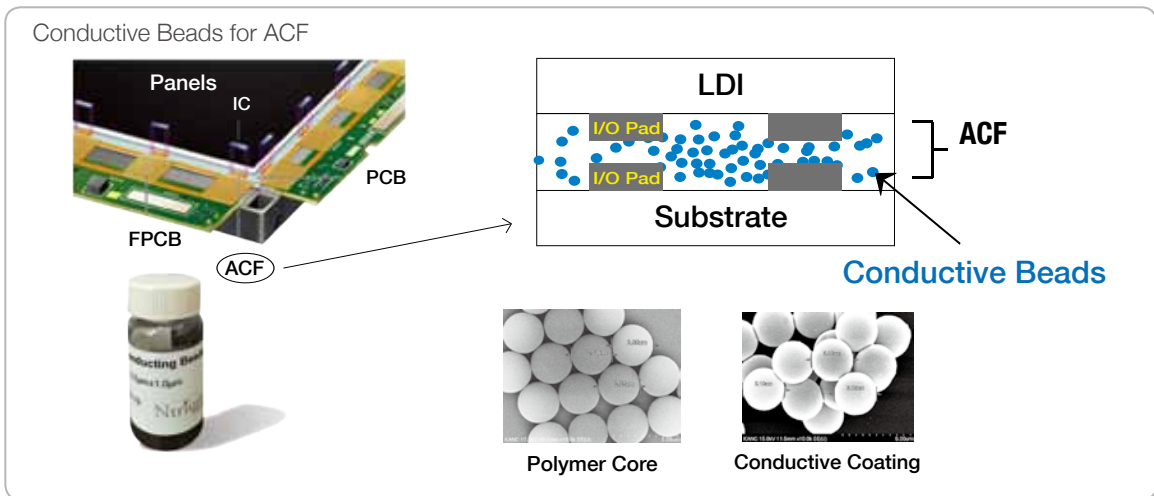 Conductive Beads for ACF
Panels
IC
PCB
FPCB
ACF
LDI
I/O Pad
I/O Pad
ACF
Substrate
Conductive Beads
Polymer Core
Conductive Coating